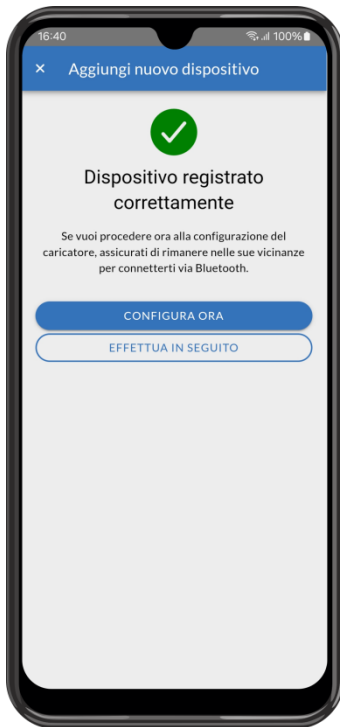 16:40 100%
× Aggiungi nuovo dispositivo
Dispositivo registrato
correttamente
Se vuoi procedere ora alla configurazione del
caricatore, assicurati di rimanere nelle sue vicinanze
per connetterti via Bluetooth.
CONFIGURA ORA
EFFETTUA IN SEGUITO